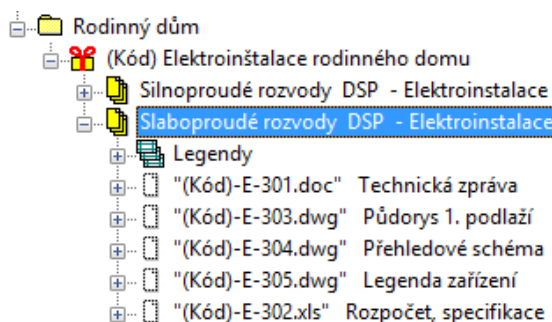 Rodinný dům
(Kód) Elektroinštalace rodinného domu
Silnoproudé rozvody DSP - Elektroinstalace
Slaboproudé rozvody DSP - Elektroinstalace
Legendy
"(Kód)-E-301.doc" Technická zpráva
"(Kód)-E-303.dwg" Půdorys 1. podlaží
"(Kód)-E-304.dwg" Přehledové schéma
"(Kód)-E-305.dwg" Legenda zařízení
"(Kód)-E-302.xls" Rozpočet, specifikace